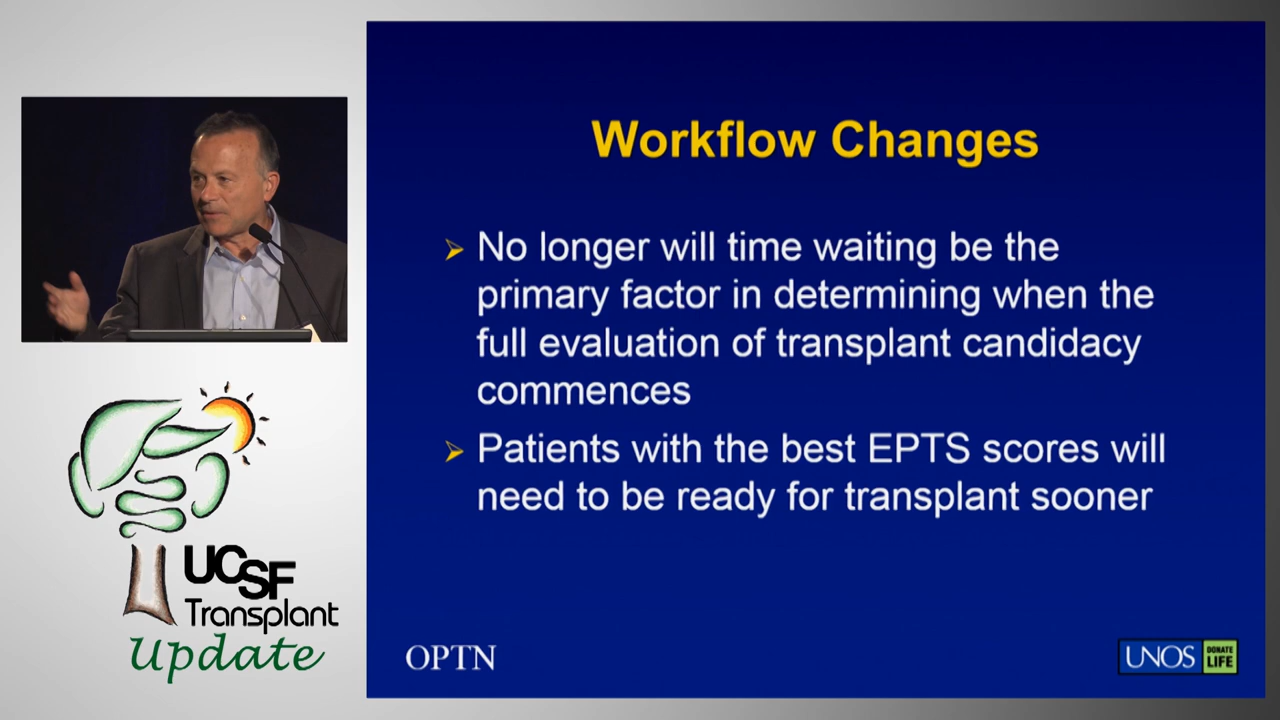 Workflow Changes
No longer will time waiting be the
primary factor in determining when the
full evaluation of transplant candidacy
commences
Patients with the best EPTS scores will
need to be ready for transplant sooner
UCSF
Transplant
Update
OPTN
UNOS
DONATE
LIFE